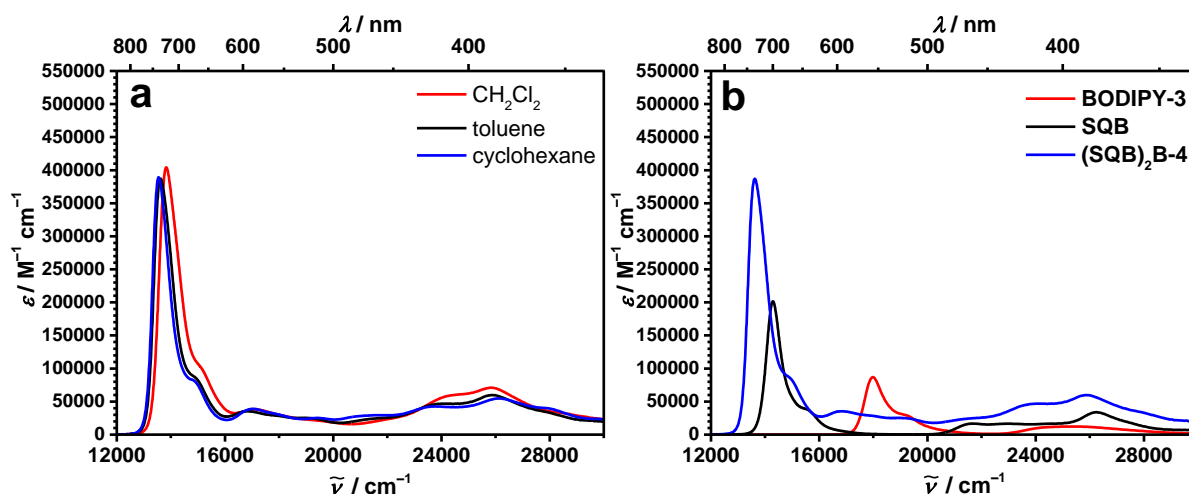 λ / nm
800 700 600 500 400
550000
500000
450000
400000
350000
300000
250000
200000
150000
100000
50000
0
ε / M⁻¹ cm⁻¹
a
CH₂Cl₂
toluene
cyclohexane
12000 16000 20000 24000 28000
ṽ / cm⁻¹
λ / nm
800 700 600 500 400
550000
500000
450000
400000
350000
300000
250000
200000
150000
100000
50000
0
ε / M⁻¹ cm⁻¹
b
BODIPY-3
SQB
(SQB)₂B-4
12000 16000 20000 24000 28000
ṽ / cm⁻¹